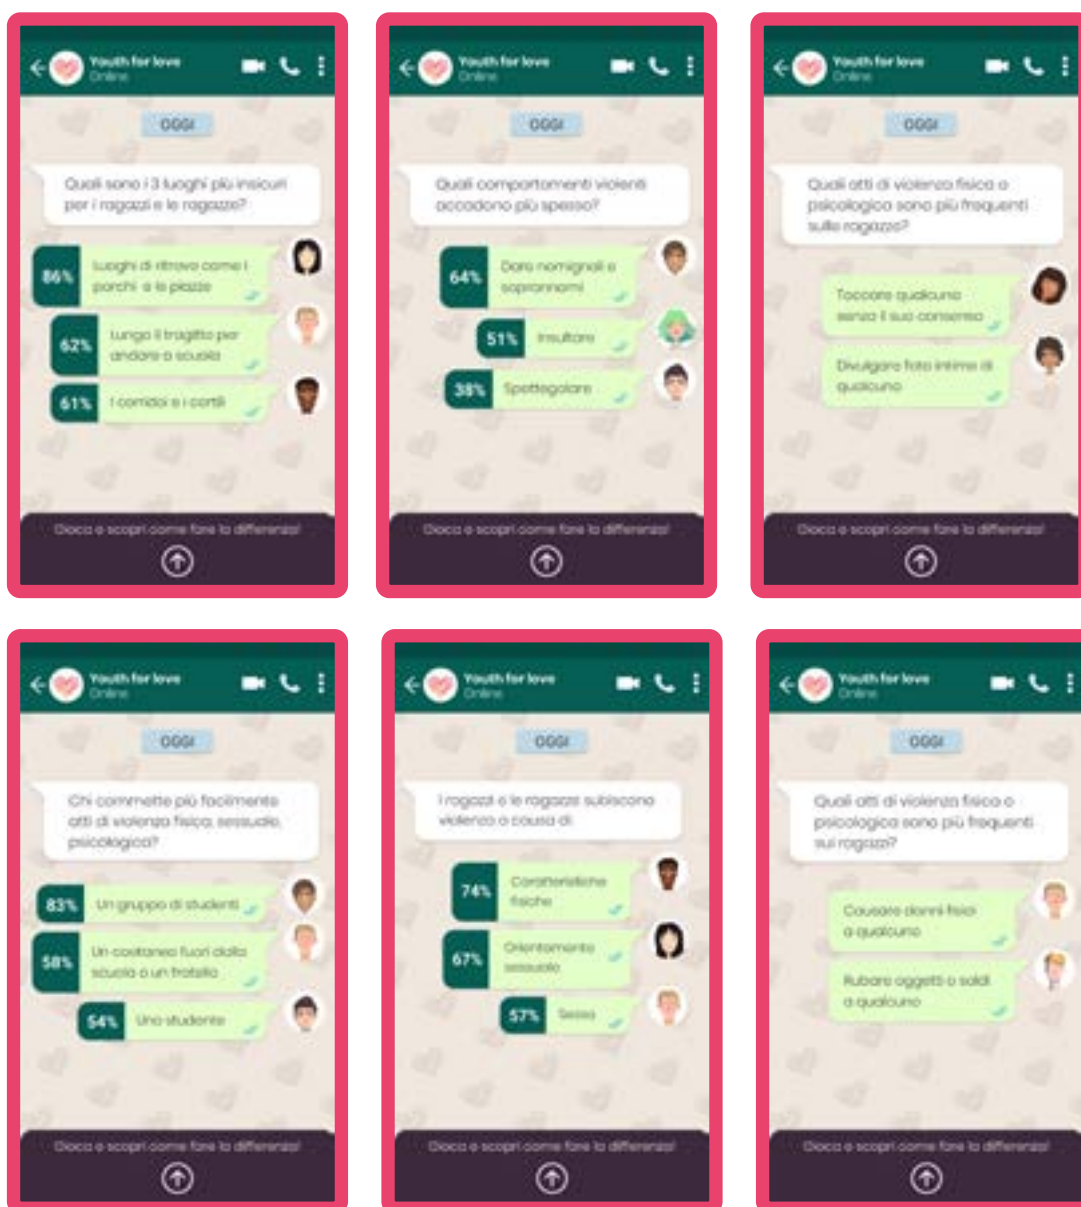 Youth for love
Online
OGGI
Quali sono i 3 luoghi più insicuri
per i ragazzi e le ragazze?
86%
Luoghi di ritrovo come i
parchi o le piazze
62%
Lungo il tragitto per
andare a scuola
61%
I corridoi e i cortili
Gioca e scopri come fare la differenza!
Youth for love
Online
OGGI
Quali comportamenti violenti
accadono più spesso?
64%
Dare nomignoli o
soprannomi
51%
Insultare
38%
Spettegolare
Gioca e scopri come fare la differenza!
Youth for love
Online
OGGI
Quali atti di violenza fisica o
psicologica sono più frequenti
sulle ragazze?
Toccare qualcuno
senza il suo consenso
Divulgare foto intime di
qualcuno
Gioca e scopri come fare la differenza!
Youth for love
Online
OGGI
Chi commette più facilmente
atti di violenza fisica, sessuale,
psicologica?
83%
Un gruppo di studenti
58%
Un coetaneo fuori dalla
scuola o un fratello
54%
Uno studente
Gioca e scopri come fare la differenza!
Youth for love
Online
OGGI
I ragazzi e le ragazze subiscono
violenza a causa di
74%
Caratteristiche
fisiche
67%
Orientamento
sessuale
57%
Sesso
Gioca e scopri come fare la differenza!
Youth for love
Online
OGGI
Quali atti di violenza fisica o
psicologica sono più frequenti
sui ragazzi?
Causare danni fisici
a qualcuno
Rubare oggetti o soldi
a qualcuno
Gioca e scopri come fare la differenza!